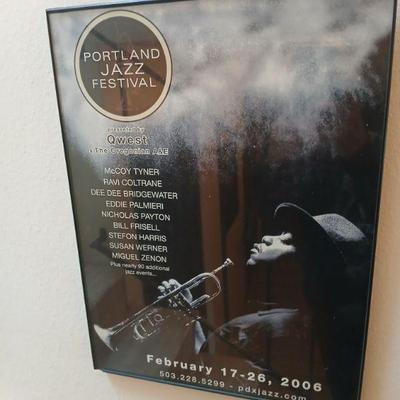 PORTLAND
JAZZ
FESTIVAL
presented by
Qwest
& The Oregonian A&E
McCOY TYNER
RAVI COLTRANE
DEE DEE BRIDGEWATER
EDDIE PALMIERI
NICHOLAS PAYTON
BILL FRISELL
STEFON HARRIS
SUSAN WERNER
MIGUEL ZENON
Plus nearly 90 additional
jazz events...
February 17-26, 2006
503.228.5299 - pdxjazz.com